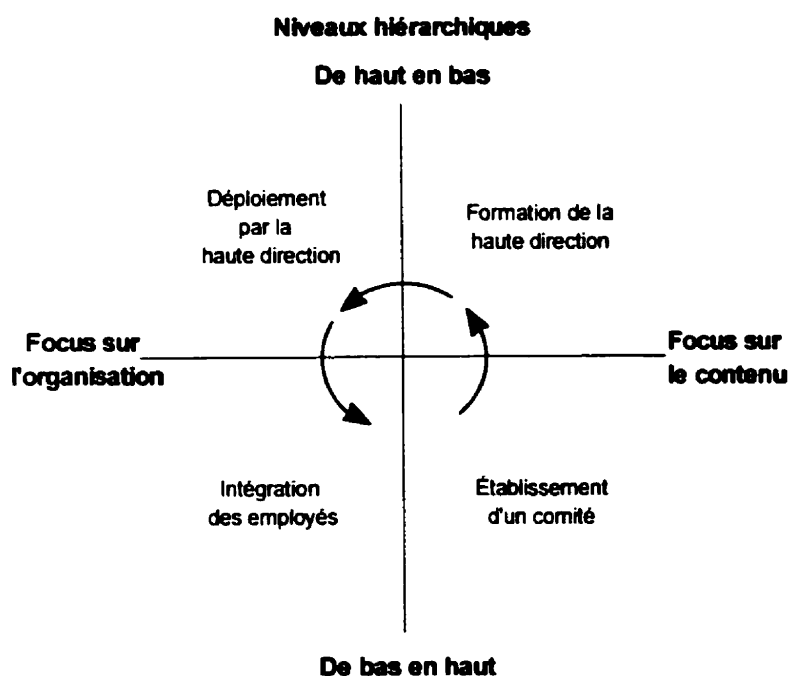 Niveaux hiérarchiques
De haut en bas
Déploiement
par la
haute direction
Formation de la
haute direction
Focus sur
l'organisation
Focus sur
le contenu
Intégration
des employés
Établissement
d'un comité
De bas en haut